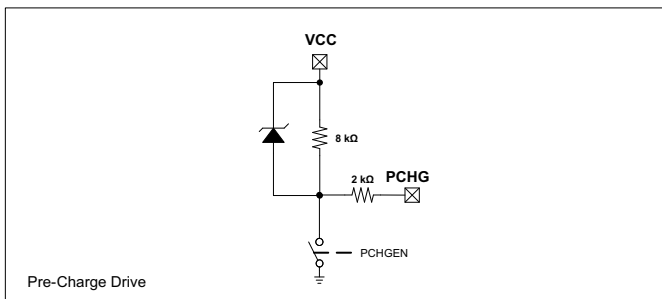 VCC
8 kΩ
2 kΩ
PCHG
PCHGEN
Pre-Charge Drive